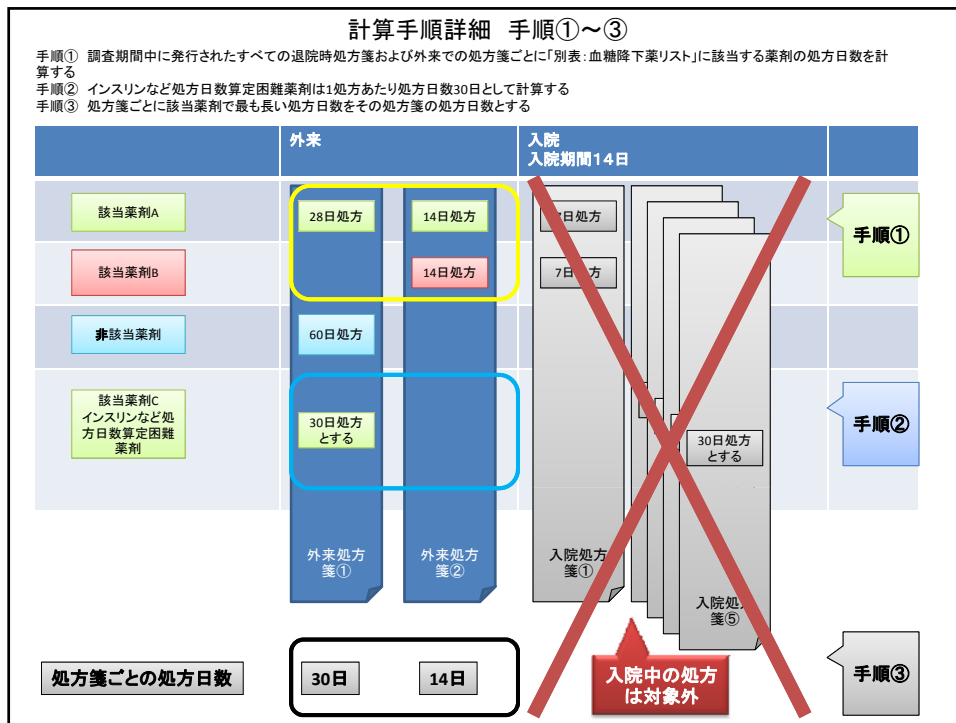 計算手順詳細 手順①～③
手順① 調査期間中に発行されたすべての退院時処方箋および外来での処方箋ごとに「別表:血糖降下薬リスト」に該当する薬剤の処方日数を計
算する
手順② インスリンなど処方日数算定困難薬剤は1処方あたり処方日数30日として計算する
手順③ 処方箋ごとに該当薬剤で最も長い処方日数をその処方箋の処方日数とする
外来
入院
入院期間14日
該当薬剤A
28日処方
14日処方
日処方
手順①
該当薬剤B
14日処方
7日処方
非該当薬剤
60日処方
該当薬剤C
インスリンなど処
方日数算定困難
薬剤
30日処方
とする
30日処方
とする
手順②
外来処方
箋①
外来処方
箋②
入院処方
箋①
入院処方
箋⑤
処方箋ごとの処方日数
30日
14日
入院中の処方
は対象外
手順③